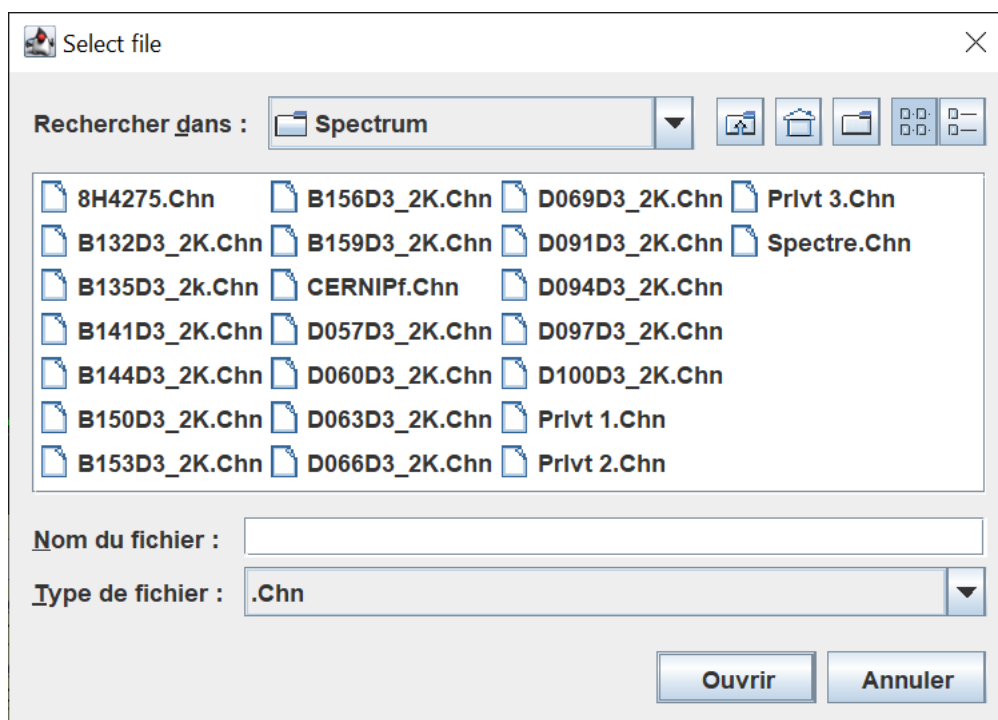 Select file
Rechercher dans :
Spectrum
8H4275.Chn
B132D3_2K.Chn
B135D3_2k.Chn
B141D3_2K.Chn
B144D3_2K.Chn
B150D3_2K.Chn
B153D3_2K.Chn
B156D3_2K.Chn
B159D3_2K.Chn
CERNIPf.Chn
D057D3_2K.Chn
D060D3_2K.Chn
D063D3_2K.Chn
D066D3_2K.Chn
D069D3_2K.Chn
D091D3_2K.Chn
D094D3_2K.Chn
D097D3_2K.Chn
D100D3_2K.Chn
Prlvt 1.Chn
Prlvt 2.Chn
Prlvt 3.Chn
Spectre.Chn
Nom du fichier :
Type de fichier :
.Chn
Ouvrir
Annuler